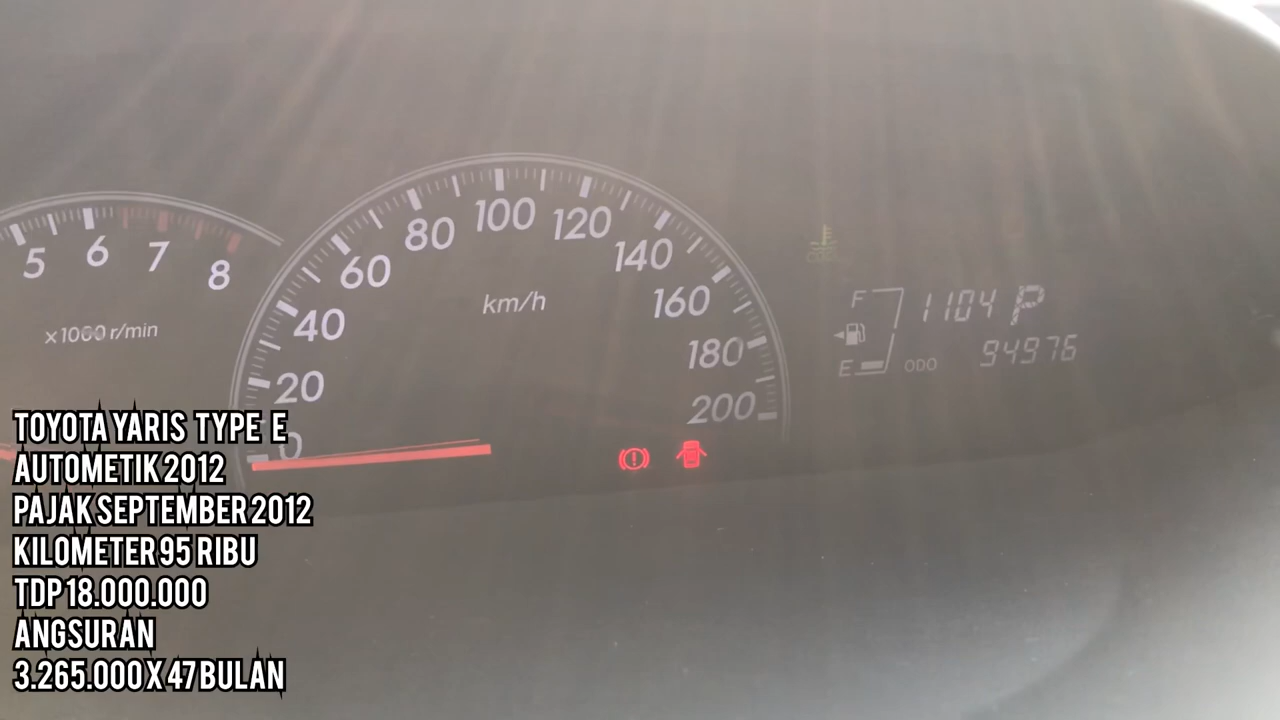 5 6 7 8
x1000 r/min
0 20 40 60 80 100 120 140 160 180 200
km/h
F
1104 P
E
ODO 94976
TOYOTA YARIS TYPE E
AUTOMETIK 2012
PAJAK SEPTEMBER 2012
KILOMETER 95 RIBU
TDP 18.000.000
ANGSURAN
3.265.000 X 47 BULAN